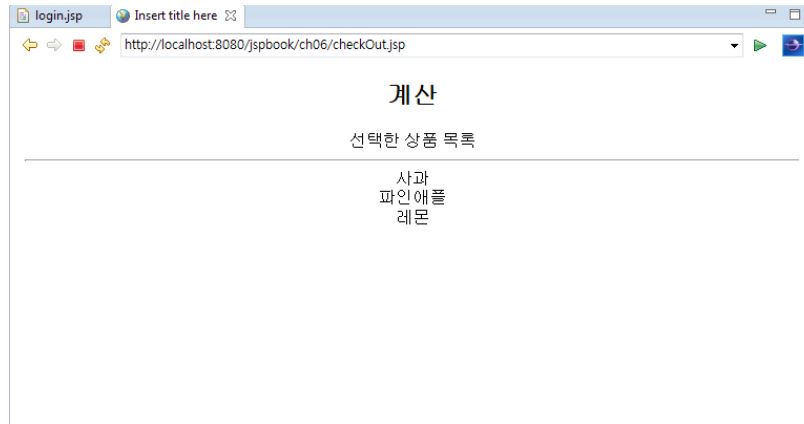 login.jsp
Insert title here
http://localhost:8080/jspbook/ch06/checkOut.jsp
계산
선택한 상품 목록
사과
파인애플
레몬